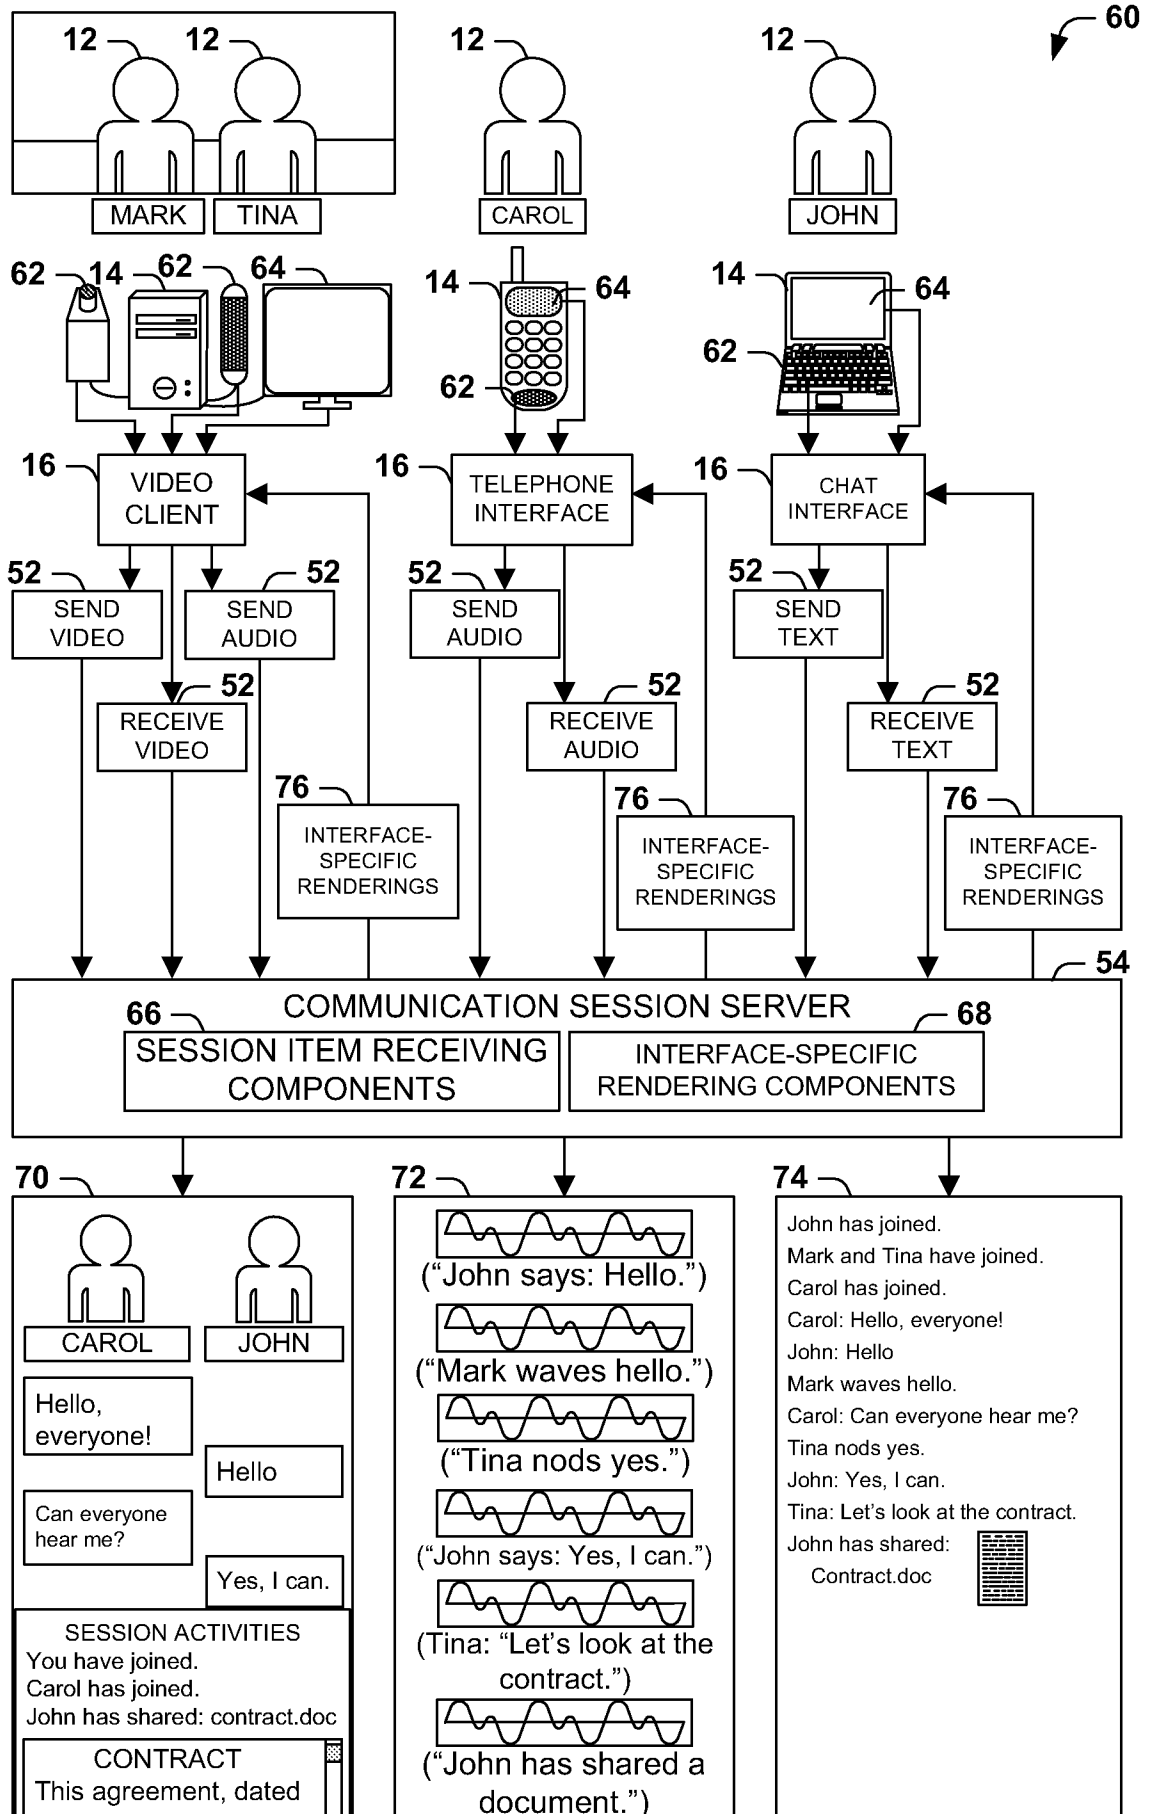 60
12
12
12
12
MARK
TINA
CAROL
JOHN
62
14
62
64
14
64
62
14
64
62
16
VIDEO
CLIENT
16
TELEPHONE
INTERFACE
16
CHAT
INTERFACE
52
SEND
VIDEO
52
SEND
AUDIO
52
SEND
AUDIO
52
SEND
TEXT
52
RECEIVE
VIDEO
52
RECEIVE
AUDIO
52
RECEIVE
TEXT
76
INTERFACE-
SPECIFIC
RENDERINGS
76
INTERFACE-
SPECIFIC
RENDERINGS
76
INTERFACE-
SPECIFIC
RENDERINGS
54
COMMUNICATION SESSION SERVER
66
SESSION ITEM RECEIVING
COMPONENTS
68
INTERFACE-SPECIFIC
RENDERING COMPONENTS
70
CAROL
JOHN
Hello,
everyone!
Hello
Can everyone
hear me?
Yes, I can.
SESSION ACTIVITIES
You have joined.
Carol has joined.
John has shared: contract.doc
CONTRACT
This agreement, dated
72
(“John says: Hello.”)
(“Mark waves hello.”)
(“Tina nods yes.”)
(“John says: Yes, I can.”)
(Tina: “Let’s look at the
contract.”)
(“John has shared a
document.”)
74
John has joined.
Mark and Tina have joined.
Carol has joined.
Carol: Hello, everyone!
John: Hello
Mark waves hello.
Carol: Can everyone hear me?
Tina nods yes.
John: Yes, I can.
Tina: Let’s look at the contract.
John has shared:
Contract.doc